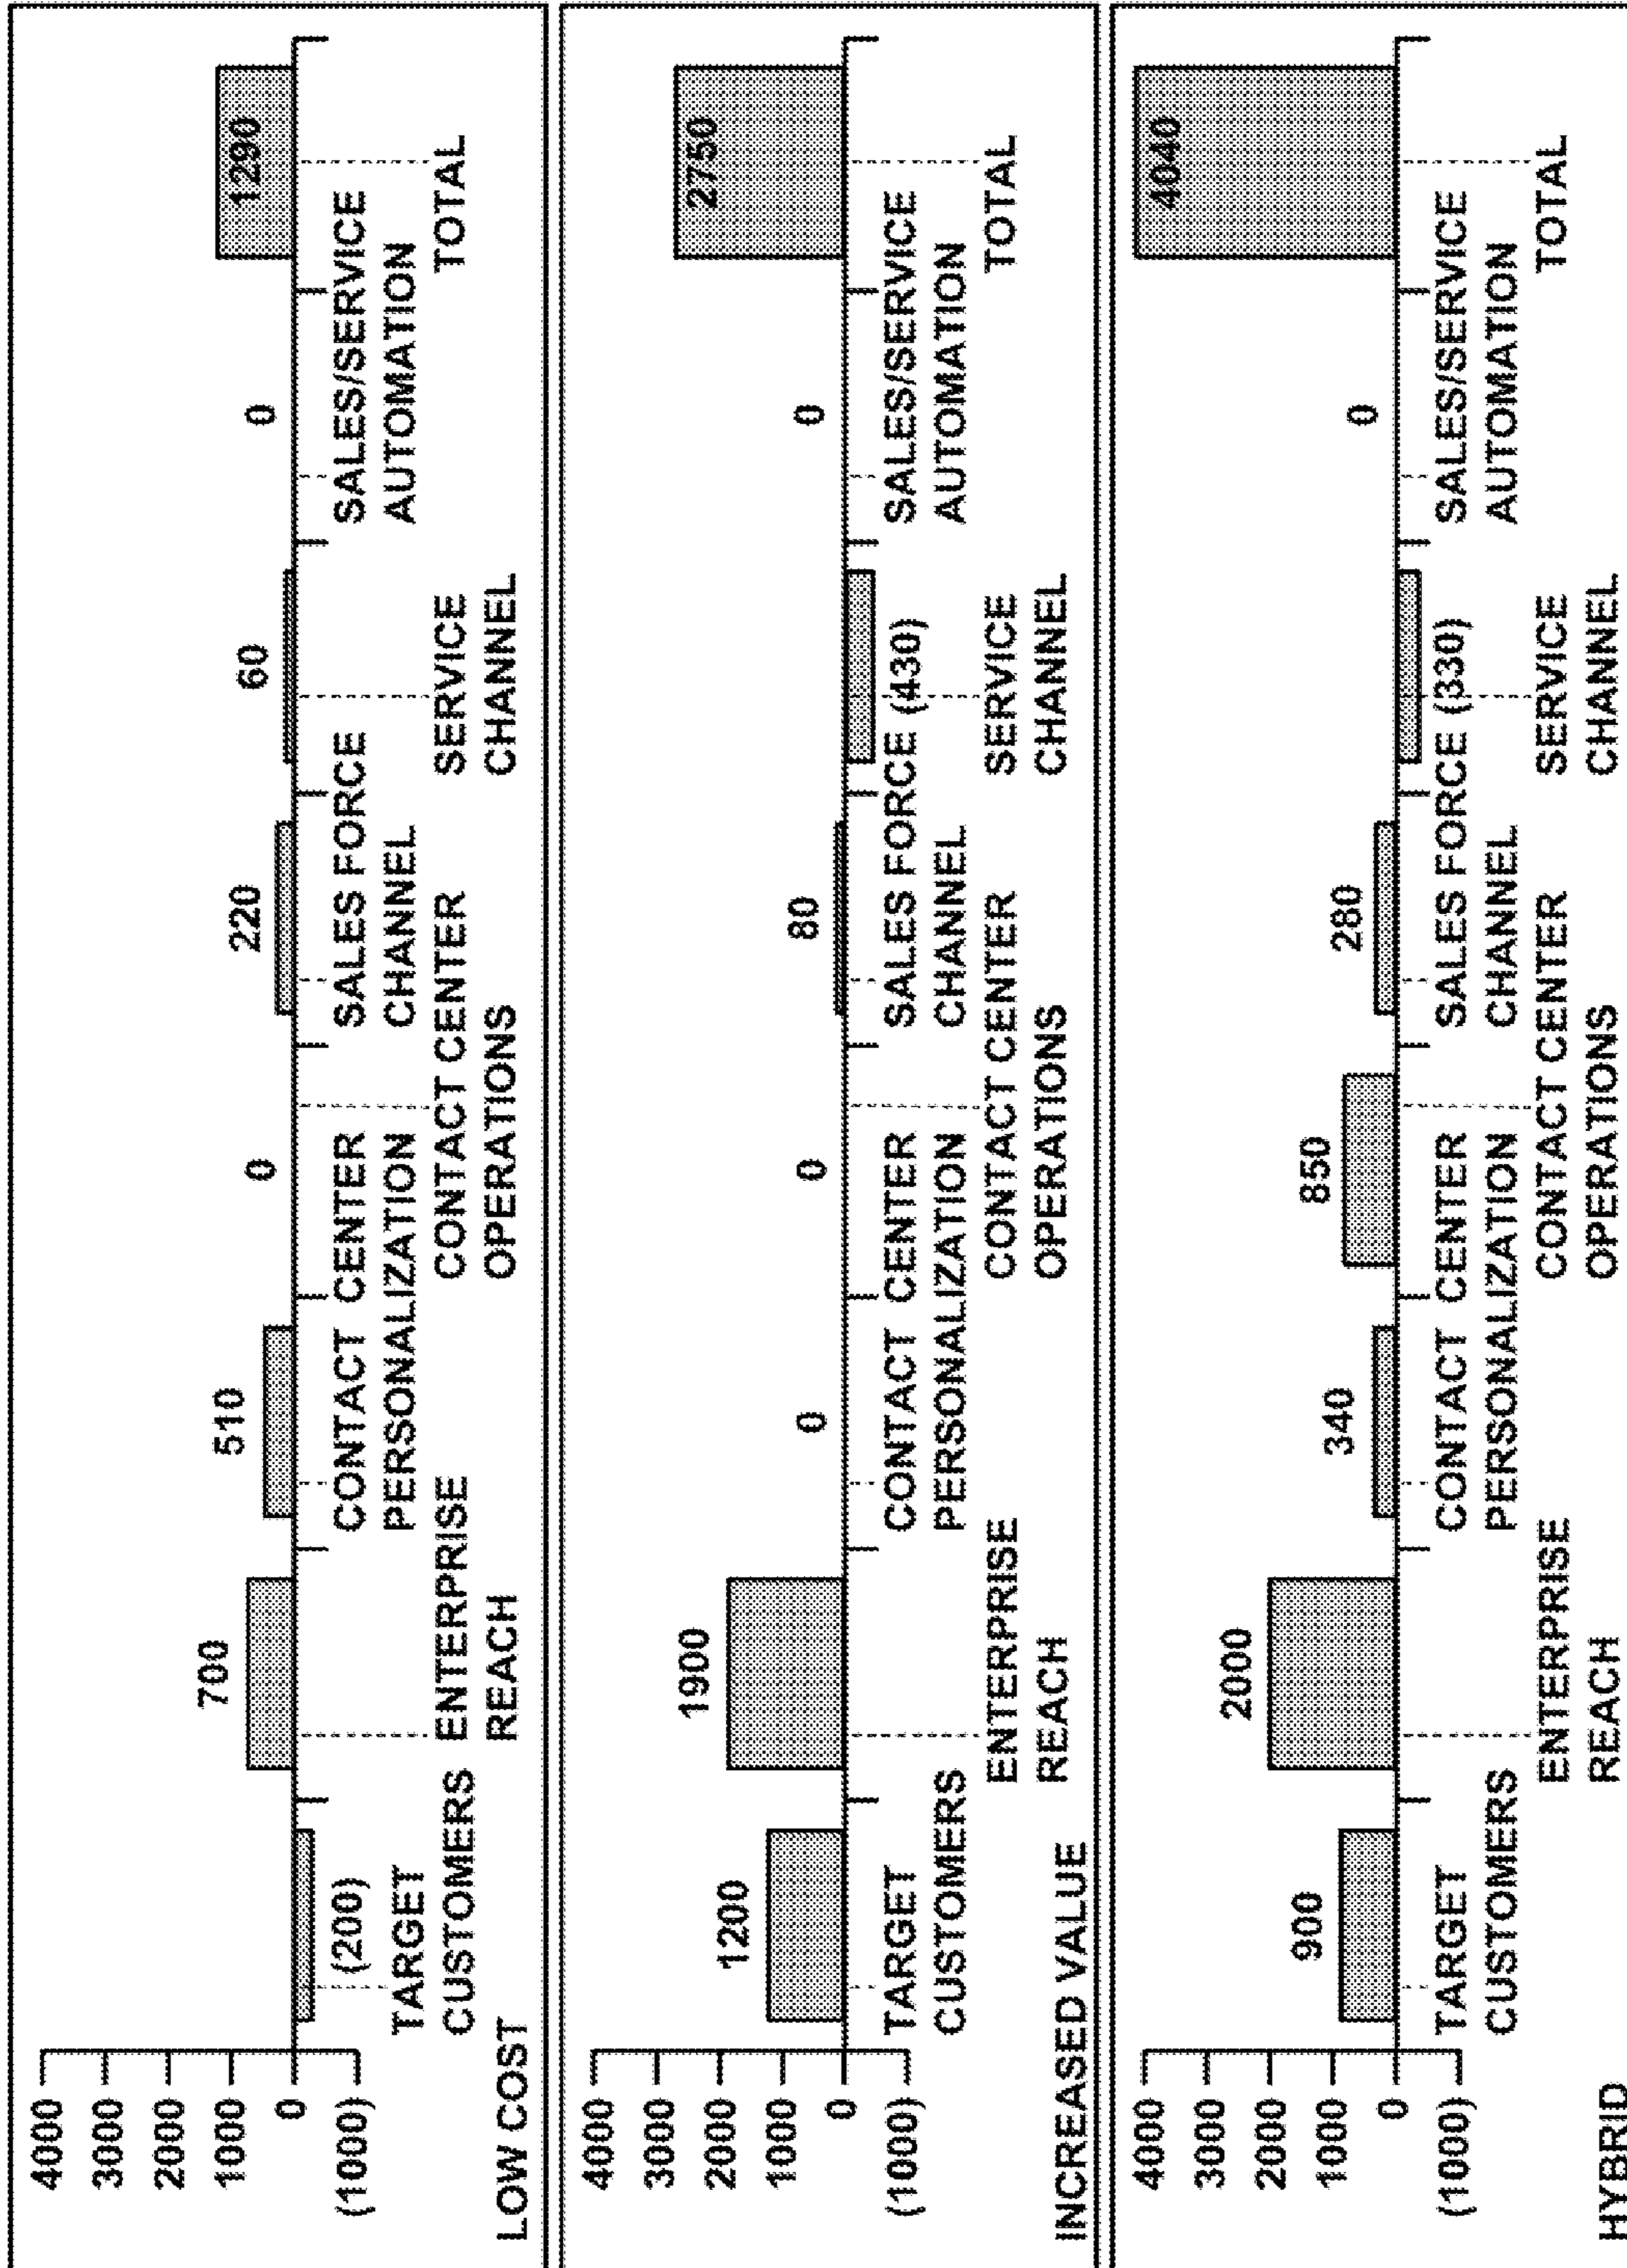 4000
3000
2000
1000
0
(1000)
(200)
700
510
0
220
60
0
1290
TARGET
CUSTOMERS
ENTERPRISE
REACH
CONTACT CENTER
PERSONALIZATION
CONTACT CENTER
OPERATIONS
SALES FORCE
CHANNEL
SERVICE
CHANNEL
SALES/SERVICE
AUTOMATION
TOTAL
LOW COST
4000
3000
2000
1000
0
(1000)
1200
1900
0
0
80
(430)
0
2750
TARGET
CUSTOMERS
ENTERPRISE
REACH
CONTACT CENTER
PERSONALIZATION
CONTACT CENTER
OPERATIONS
SALES FORCE
CHANNEL
SERVICE
CHANNEL
SALES/SERVICE
AUTOMATION
TOTAL
INCREASED VALUE
4000
3000
2000
1000
0
(1000)
900
2000
340
850
280
(330)
0
4040
TARGET
CUSTOMERS
ENTERPRISE
REACH
CONTACT CENTER
PERSONALIZATION
CONTACT CENTER
OPERATIONS
SALES FORCE
CHANNEL
SERVICE
CHANNEL
SALES/SERVICE
AUTOMATION
TOTAL
HYBRID